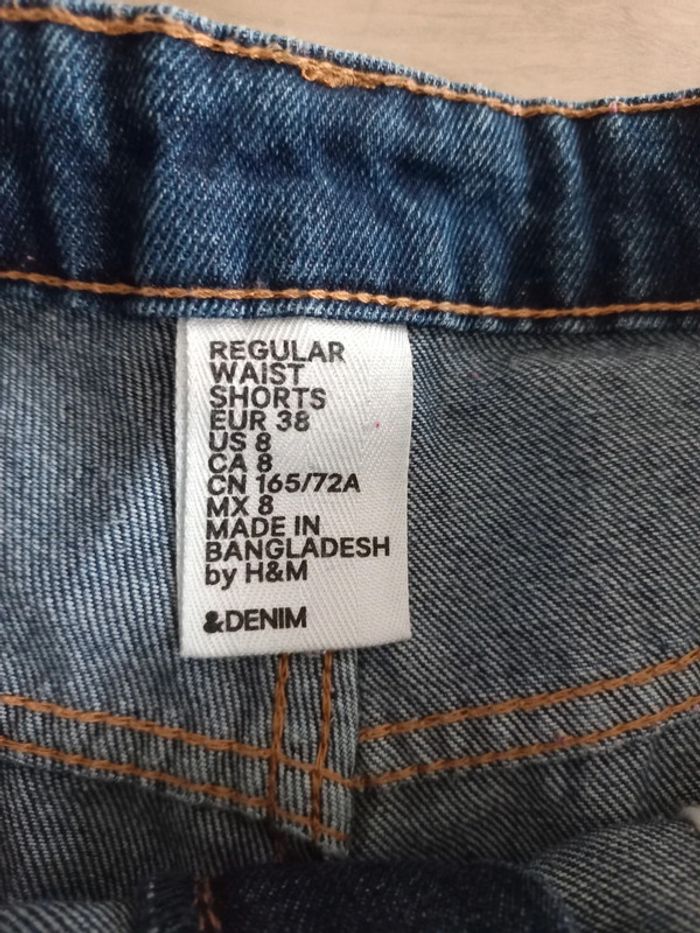 REGULAR
WAIST
SHORTS
EUR 38
US 8
CA 8
CN 165/72A
MX 8
MADE IN
BANGLADESH
by H&M
&DENIM